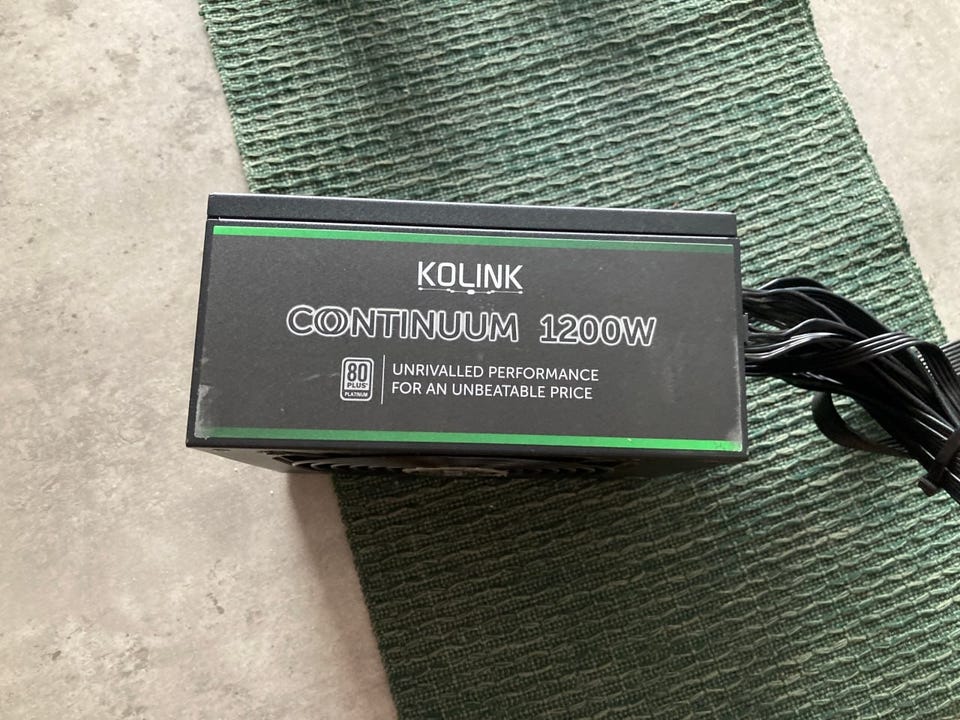 KOLINK
CONTINUUM 1200W
80
PLUS
PLATINUM
UNRIVALLED PERFORMANCE
FOR AN UNBEATABLE PRICE